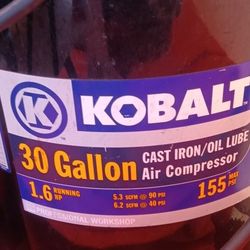 K KOBALT
30 Gallon CAST IRON/OIL LUBE
Air Compressor
1.6 RUNNING HP 5.3 SCFM @ 90 PSI
6.2 SCFM @ 40 PSI 155 MAX PSI
PROFESSIONAL WORKSHOP